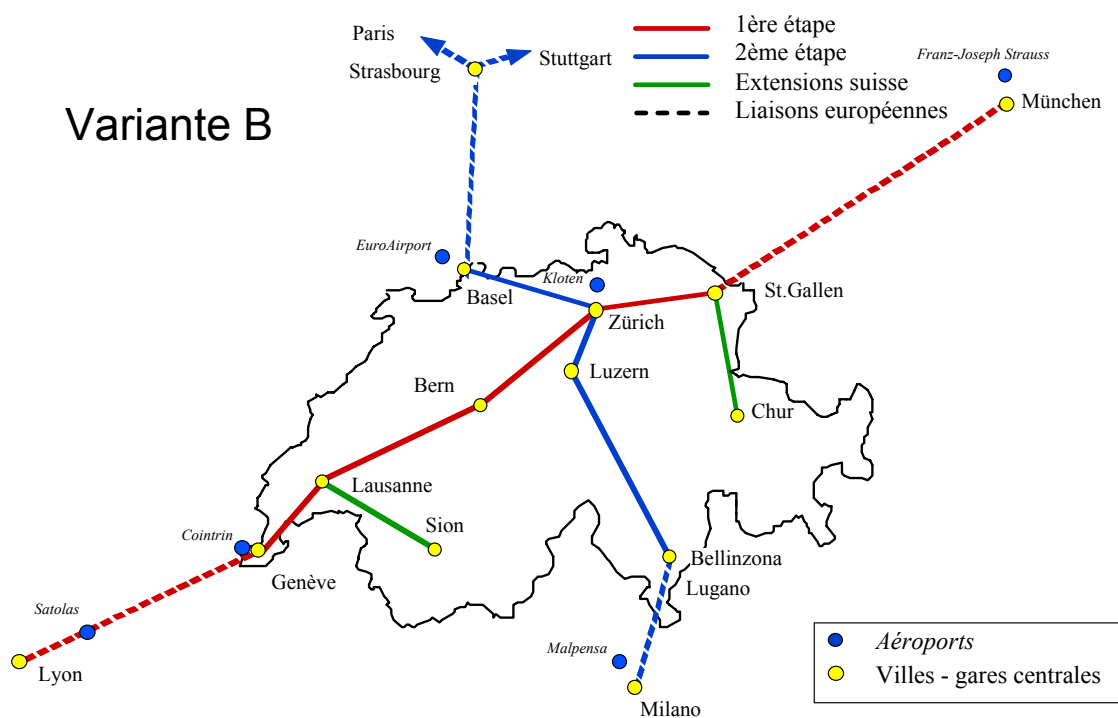 Paris
Strasbourg
Stuttgart
1ère étape
2ème étape
Extensions suisse
Liaisons européennes
Franz-Joseph Strauss
München
Variante B
EuroAirport
Basel
Kloten
Zürich
St.Gallen
Luzern
Bern
Chur
Lausanne
Sion
Cointrin
Genève
Bellinzona
Lugano
Satolas
Lyon
Malpensa
Milano
Aéroports
Villes - gares centrales